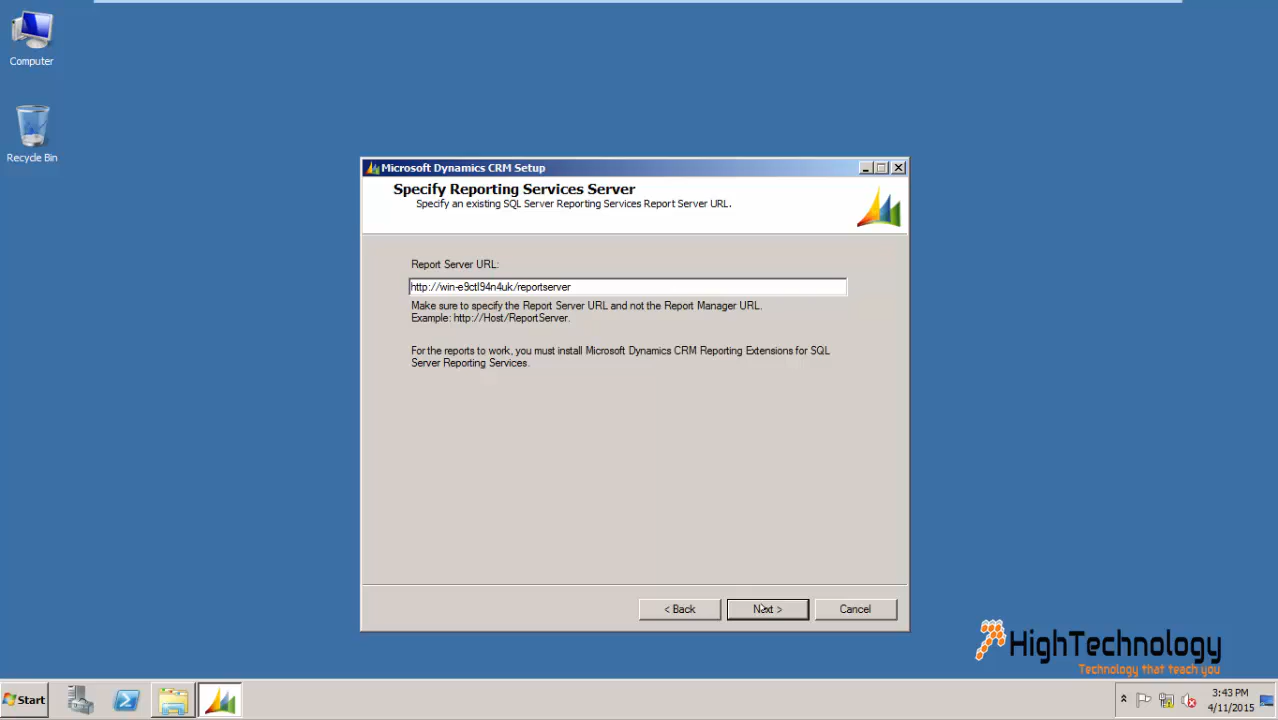 Computer
Recycle Bin
Microsoft Dynamics CRM Setup
Specify Reporting Services Server
Specify an existing SQL Server Reporting Services Report Server URL.
Report Server URL:
http://win-e9ctl94n4uk/reportserver
Make sure to specify the Report Server URL and not the Report Manager URL.
Example: http://Host/ReportServer.
For the reports to work, you must install Microsoft Dynamics CRM Reporting Extensions for SQL
Server Reporting Services.
< Back
Next >
Cancel
HighTechnology
Technology that teach you
Start
3:43 PM
4/11/2015